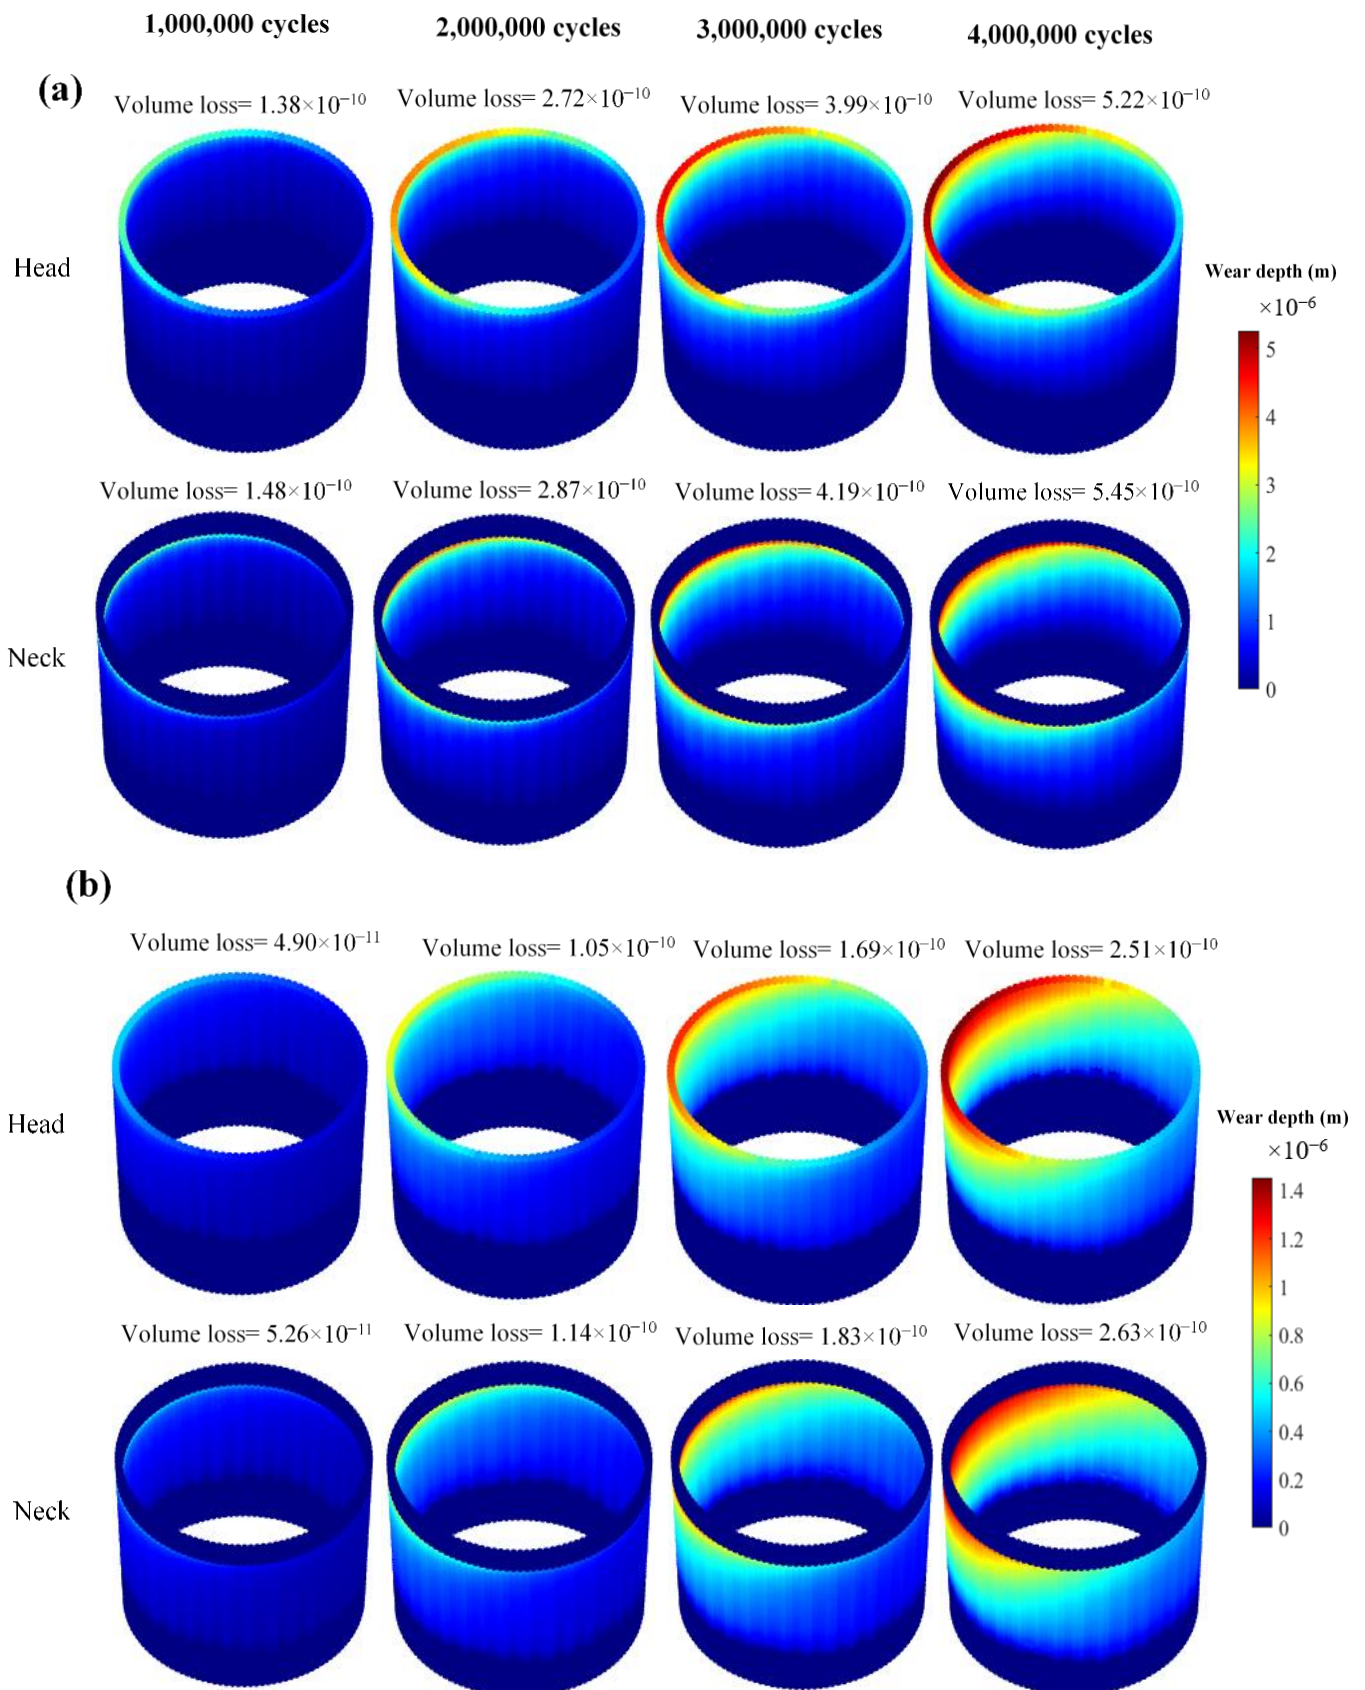 1,000,000 cycles 2,000,000 cycles 3,000,000 cycles 4,000,000 cycles
(a)
Volume loss= 1.38×10⁻¹⁰ Volume loss= 2.72×10⁻¹⁰ Volume loss= 3.99×10⁻¹⁰ Volume loss= 5.22×10⁻¹⁰
Head
Wear depth (m)
×10⁻⁶
5
4
3
2
1
0
Volume loss= 1.48×10⁻¹⁰ Volume loss= 2.87×10⁻¹⁰ Volume loss= 4.19×10⁻¹⁰ Volume loss= 5.45×10⁻¹⁰
Neck
(b)
Volume loss= 4.90×10⁻¹¹ Volume loss= 1.05×10⁻¹⁰ Volume loss= 1.69×10⁻¹⁰ Volume loss= 2.51×10⁻¹⁰
Head
Wear depth (m)
×10⁻⁶
1.4
1.2
1
0.8
0.6
0.4
0.2
0
Volume loss= 5.26×10⁻¹¹ Volume loss= 1.14×10⁻¹⁰ Volume loss= 1.83×10⁻¹⁰ Volume loss= 2.63×10⁻¹⁰
Neck